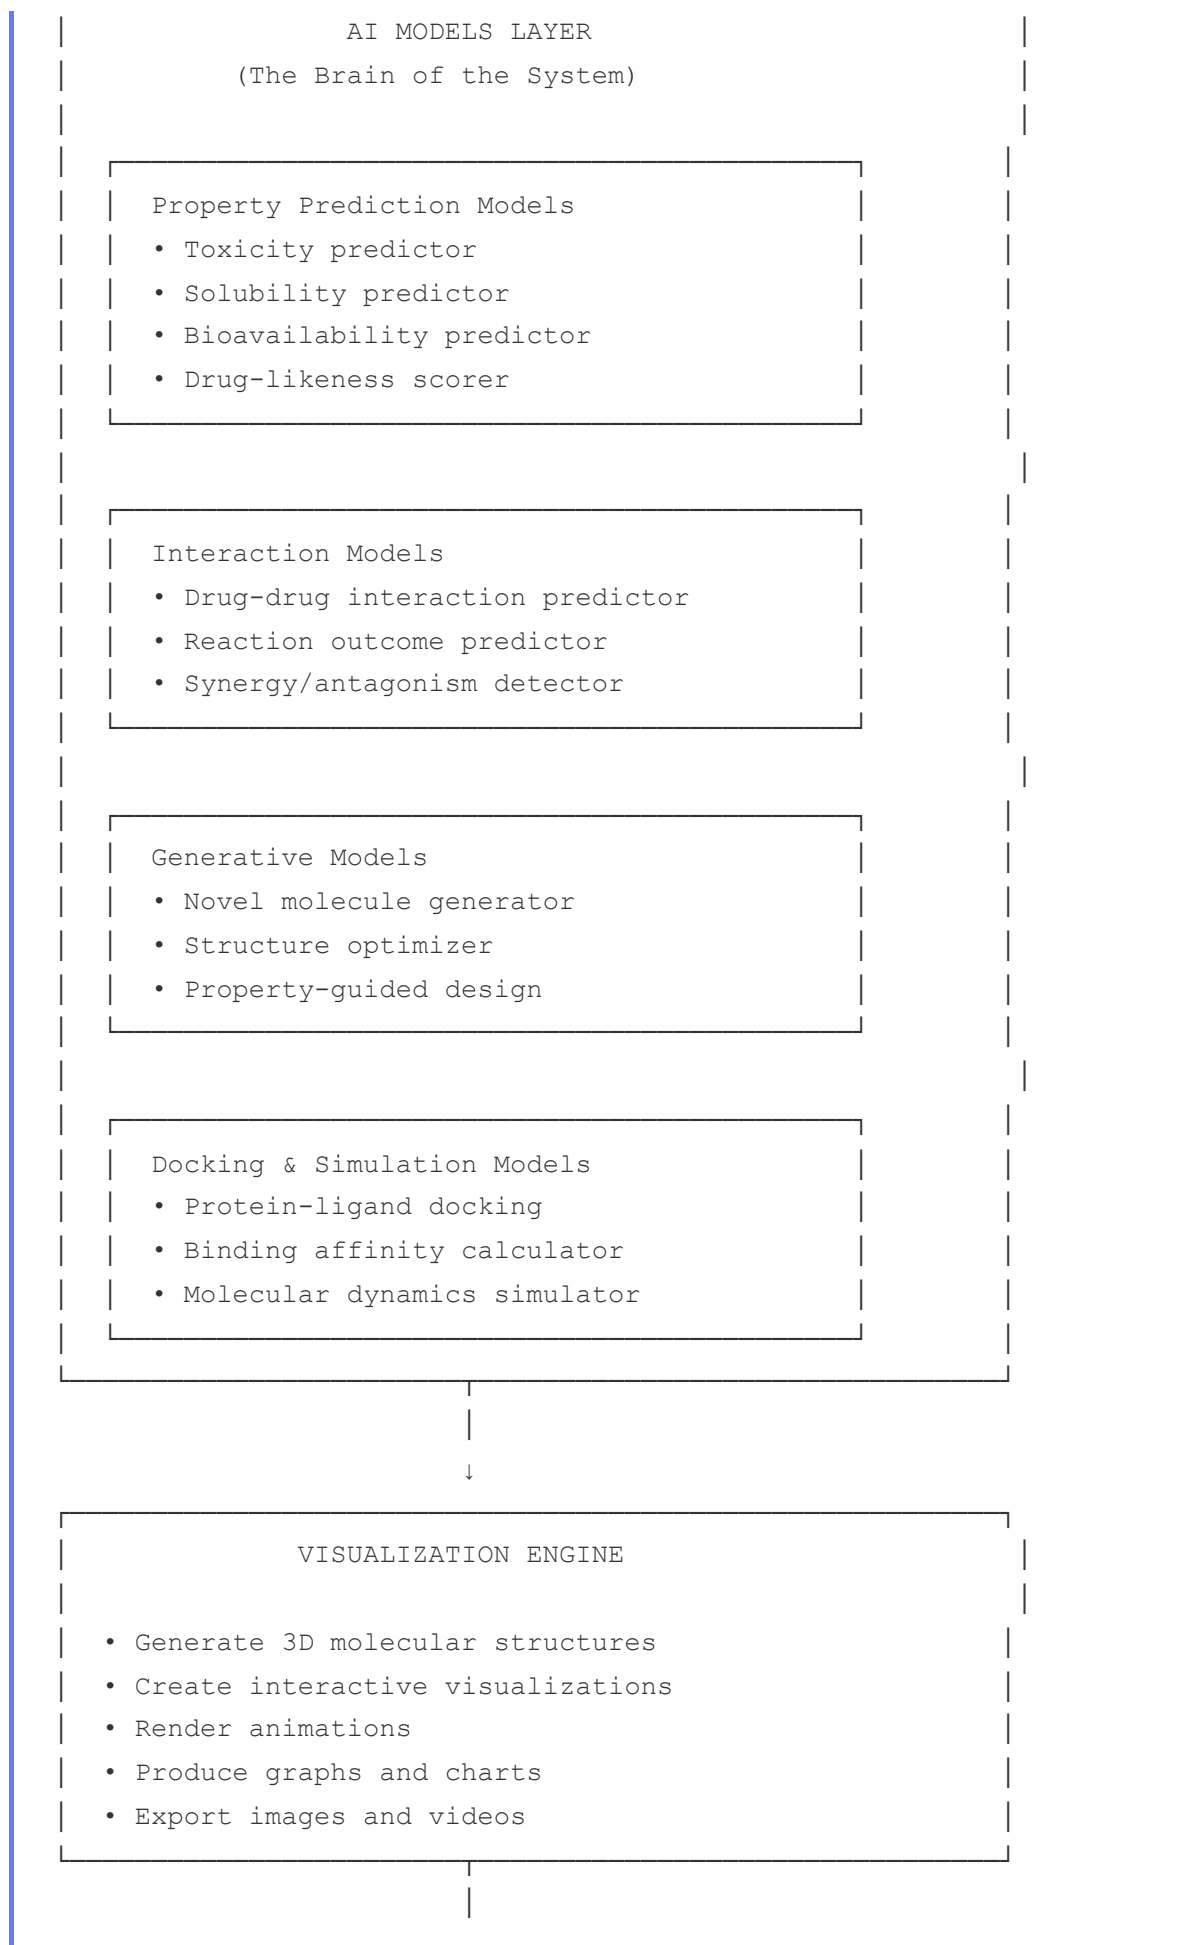 AI MODELS LAYER
(The Brain of the System)
Property Prediction Models
• Toxicity predictor
• Solubility predictor
• Bioavailability predictor
• Drug-likeness scorer
Interaction Models
• Drug-drug interaction predictor
• Reaction outcome predictor
• Synergy/antagonism detector
Generative Models
• Novel molecule generator
• Structure optimizer
• Property-guided design
Docking & Simulation Models
• Protein-ligand docking
• Binding affinity calculator
• Molecular dynamics simulator
↓
VISUALIZATION ENGINE
• Generate 3D molecular structures
• Create interactive visualizations
• Render animations
• Produce graphs and charts
• Export images and videos